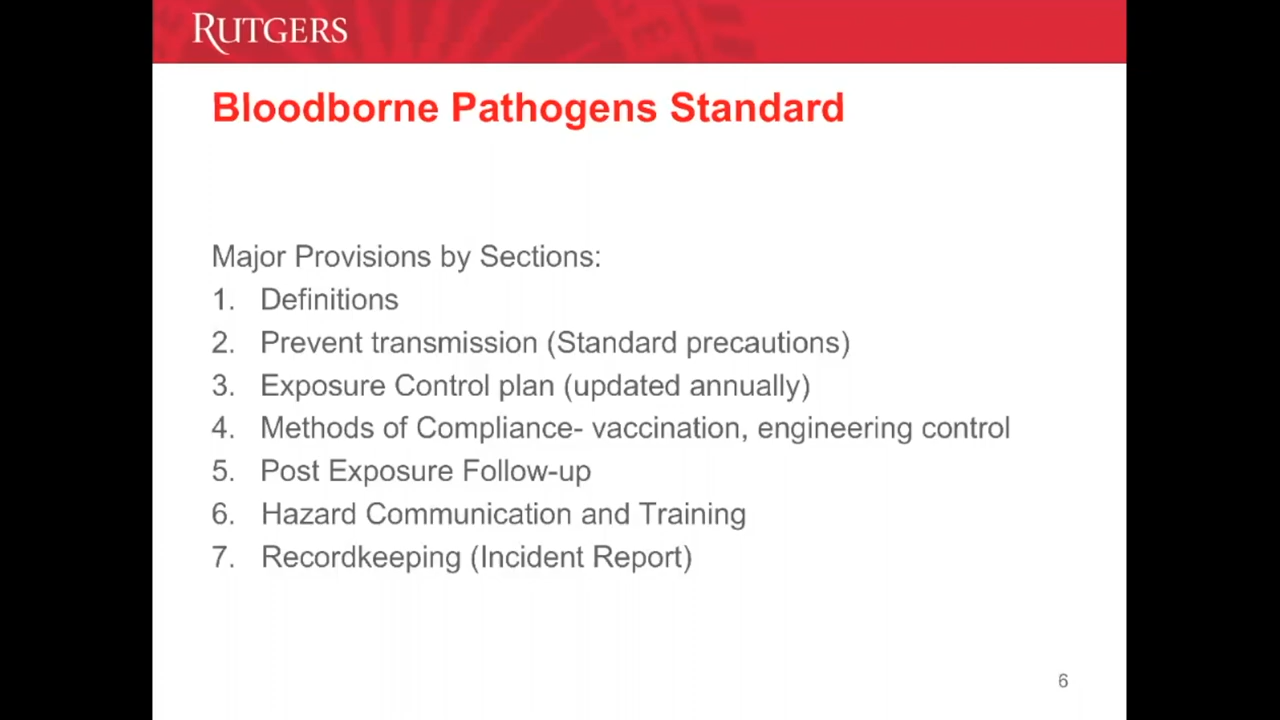 RUTGERS
Bloodborne Pathogens Standard
Major Provisions by Sections:
1. Definitions
2. Prevent transmission (Standard precautions)
3. Exposure Control plan (updated annually)
4. Methods of Compliance- vaccination, engineering control
5. Post Exposure Follow-up
6. Hazard Communication and Training
7. Recordkeeping (Incident Report)
6